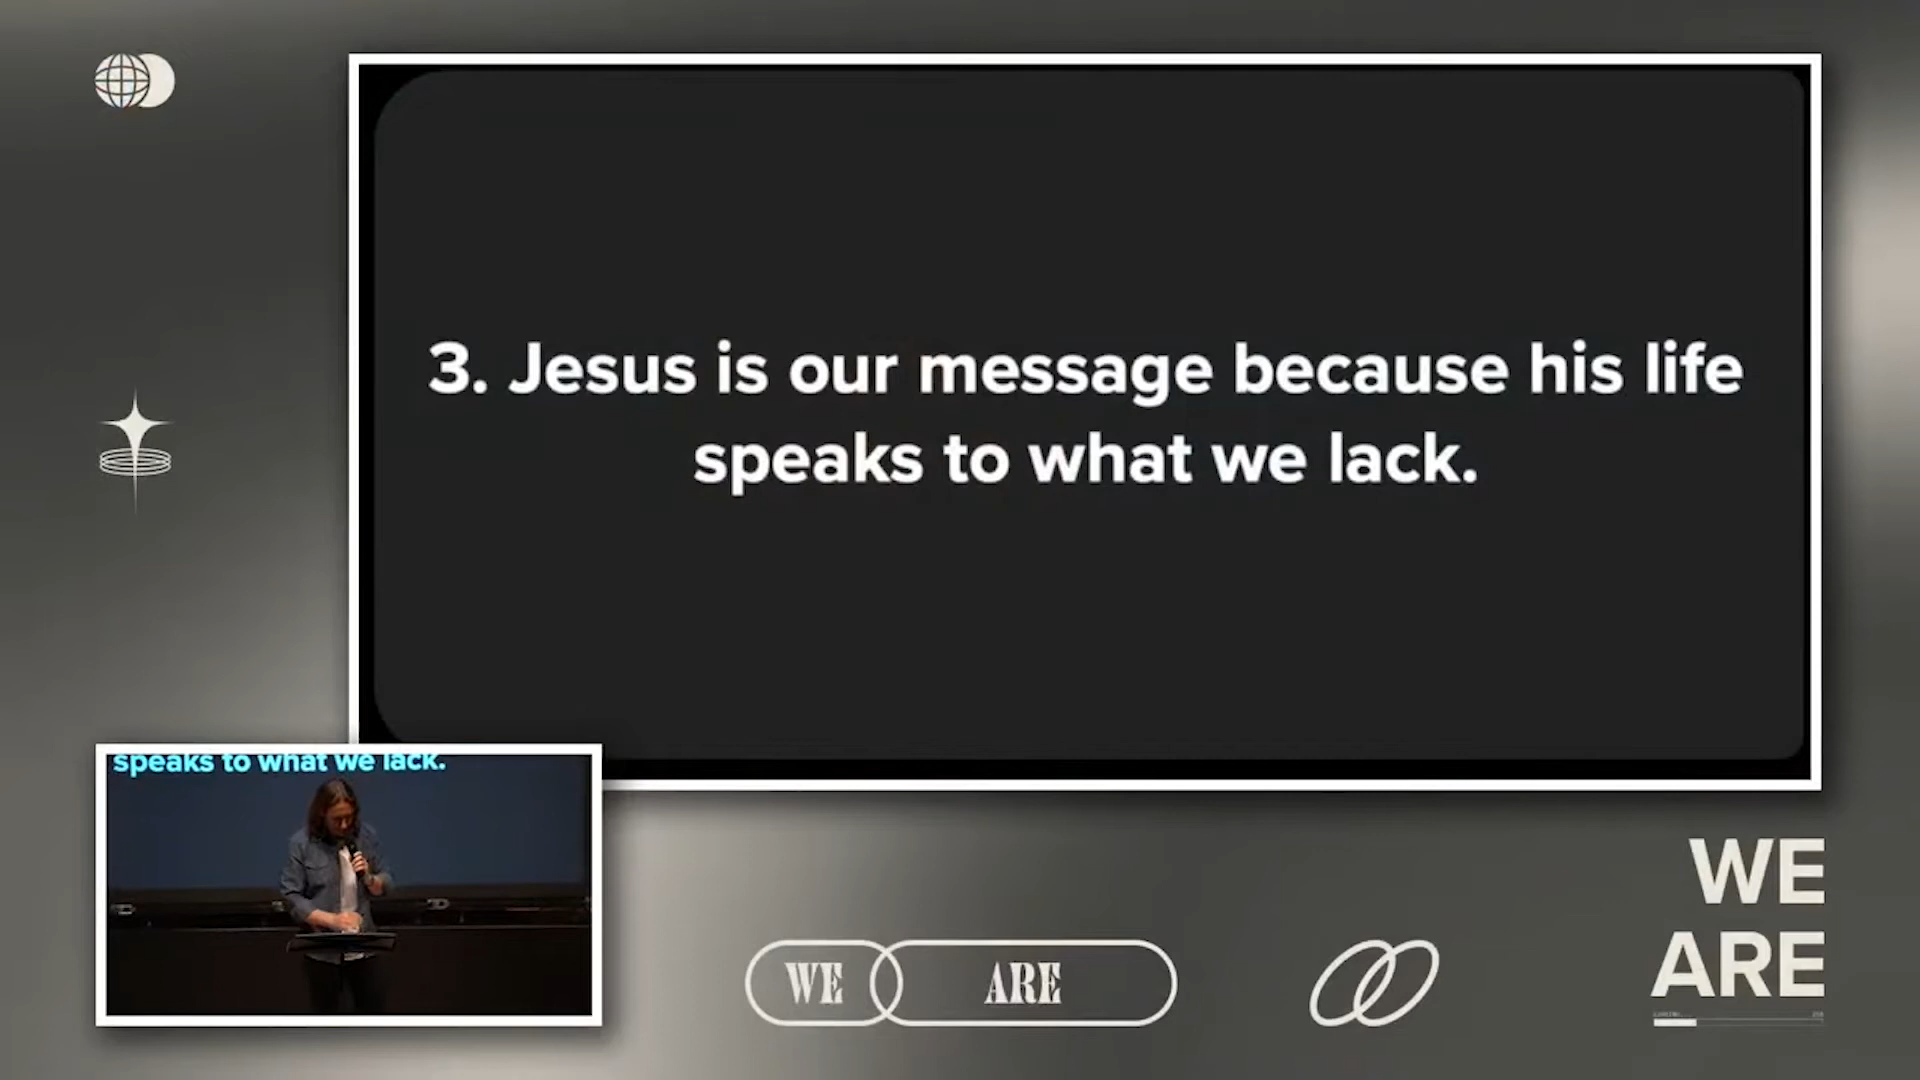 3. Jesus is our message because his life
speaks to what we lack.
speaks to what we lack.
WE ARE
WE
ARE